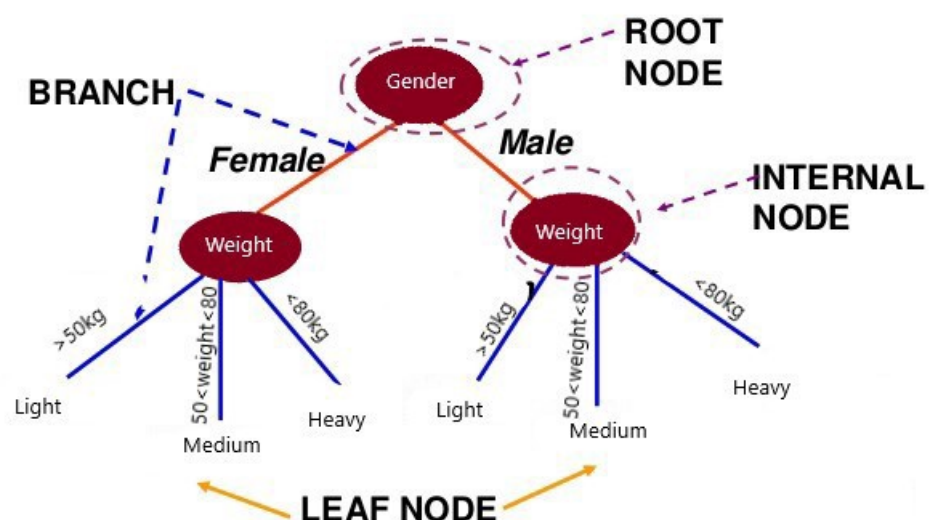 ROOT
NODE
Gender
BRANCH
Female
Male
INTERNAL
NODE
Weight
Weight
>50kg
50<weight<80
<80kg
>50kg
50<weight<80
<80kg
Light
Medium
Heavy
Light
Medium
Heavy
LEAF NODE